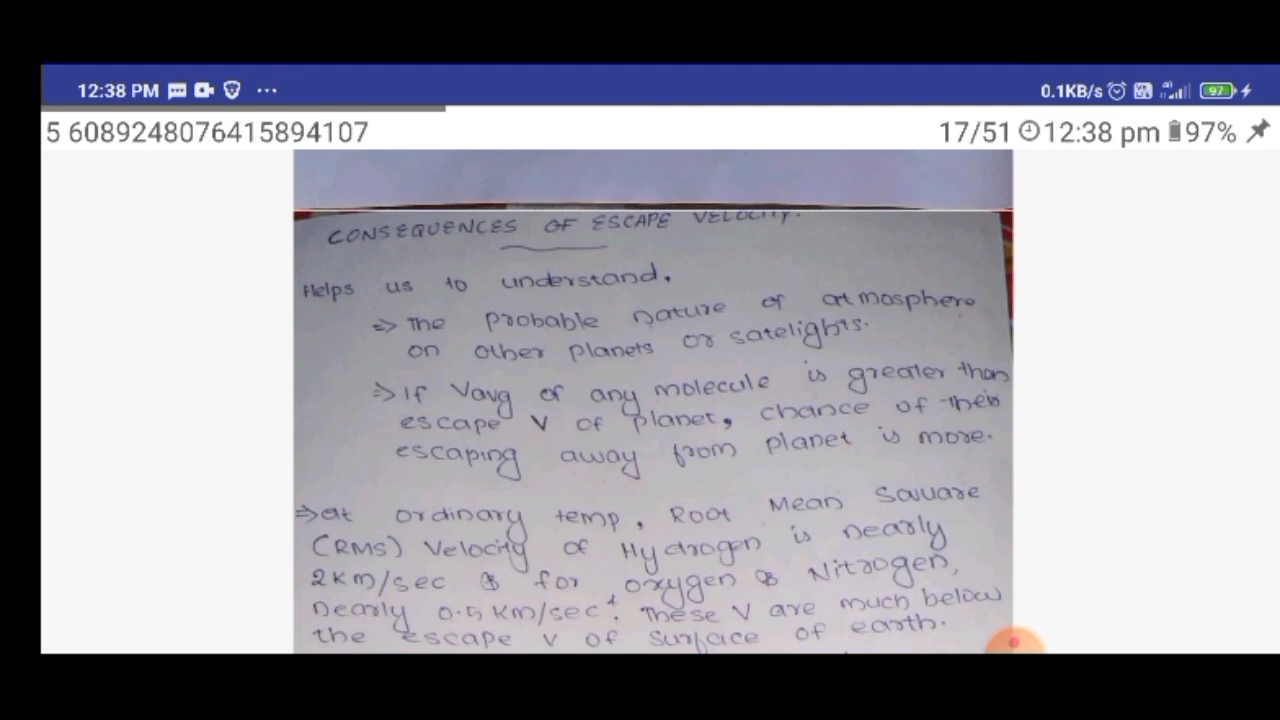 12:38 PM ... 0.1KB/s 97
5 6089248076415894107 17/51 12:38 pm 97%
CONSEQUENCES OF ESCAPE VELOCITY.
Helps us to understand.
=> The probable nature of atmosphere
on other planets or satelights.
=> If Vavg of any molecule is greater than
escape V of planet, chance of their
escaping away from planet is more.
=> at ordinary temp, Root Mean Square
(RMS) Velocity of Hydrogen is nearly
2KM/sec & for oxygen & Nitrogen,
nearly 0.5 KM/sec. These V are much below
the escape V of surface of earth.